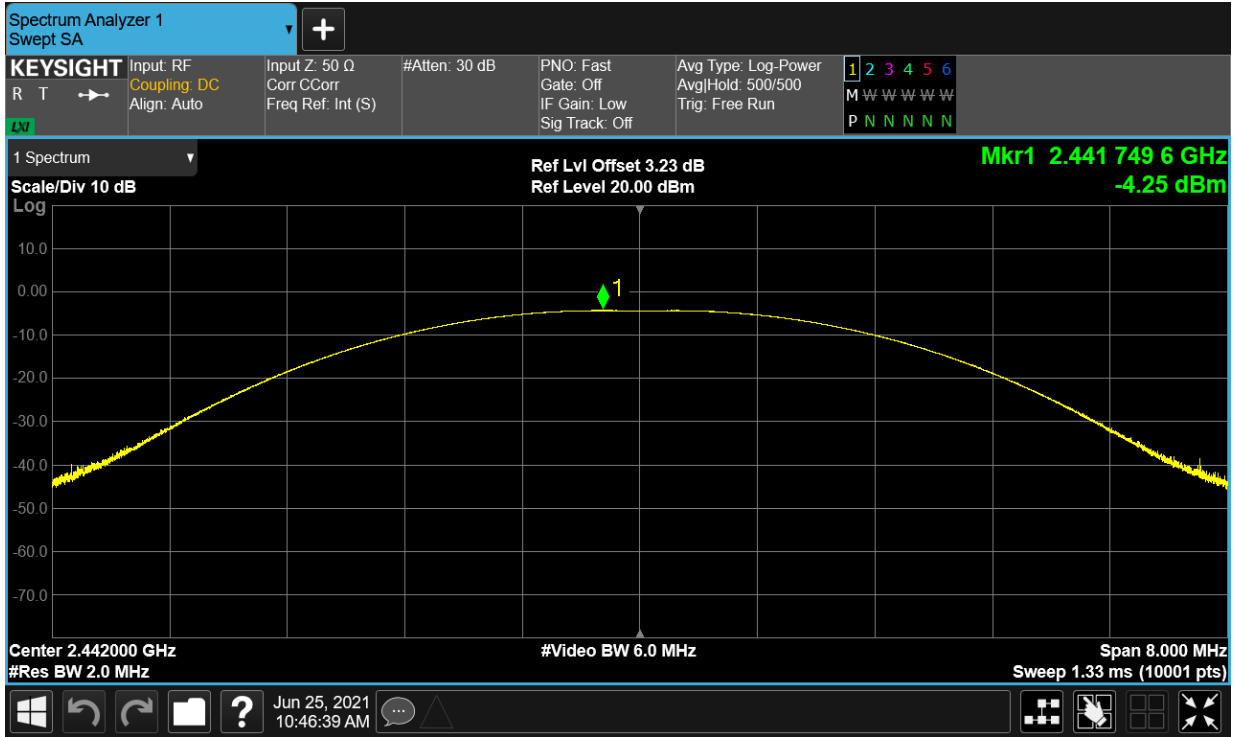 Spectrum Analyzer 1
Swept SA
KEYSIGHT
R T
LXI
Input: RF
Coupling: DC
Align: Auto
Input Z: 50 Ω
Corr CCorr
Freq Ref: Int (S)
#Atten: 30 dB
PNO: Fast
Gate: Off
IF Gain: Low
Sig Track: Off
Avg Type: Log-Power
Avg|Hold: 500/500
Trig: Free Run
1 2 3 4 5 6
M W W W W W
P N N N N N
1 Spectrum
Scale/Div 10 dB
Log
Ref Lvl Offset 3.23 dB
Ref Level 20.00 dBm
Mkr1 2.441 749 6 GHz
-4.25 dBm
1
10.0
0.00
-10.0
-20.0
-30.0
-40.0
-50.0
-60.0
-70.0
Center 2.442000 GHz
#Res BW 2.0 MHz
#Video BW 6.0 MHz
Span 8.000 MHz
Sweep 1.33 ms (10001 pts)
?
Jun 25, 2021
10:46:39 AM